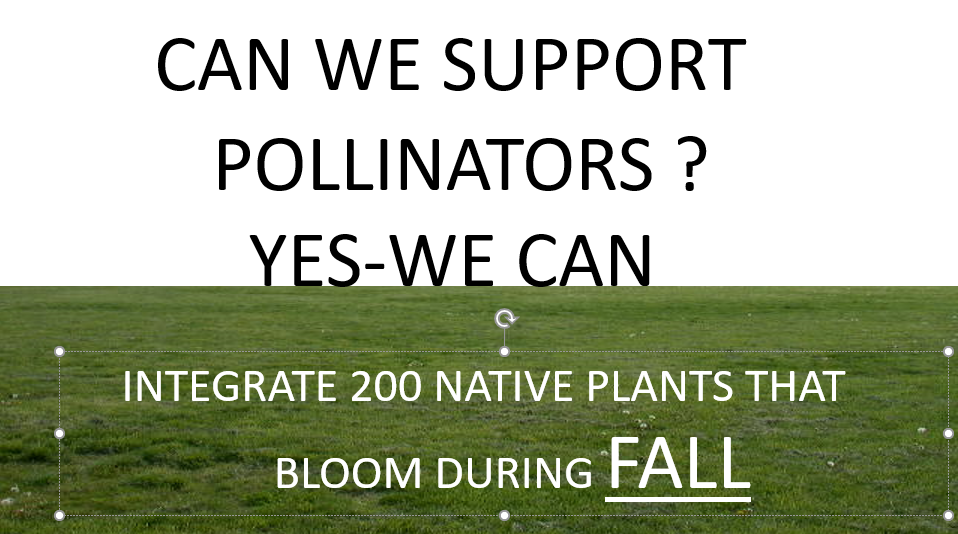 CAN WE SUPPORT
POLLINATORS ?
YES-WE CAN
INTEGRATE 200 NATIVE PLANTS THAT
BLOOM DURING FALL